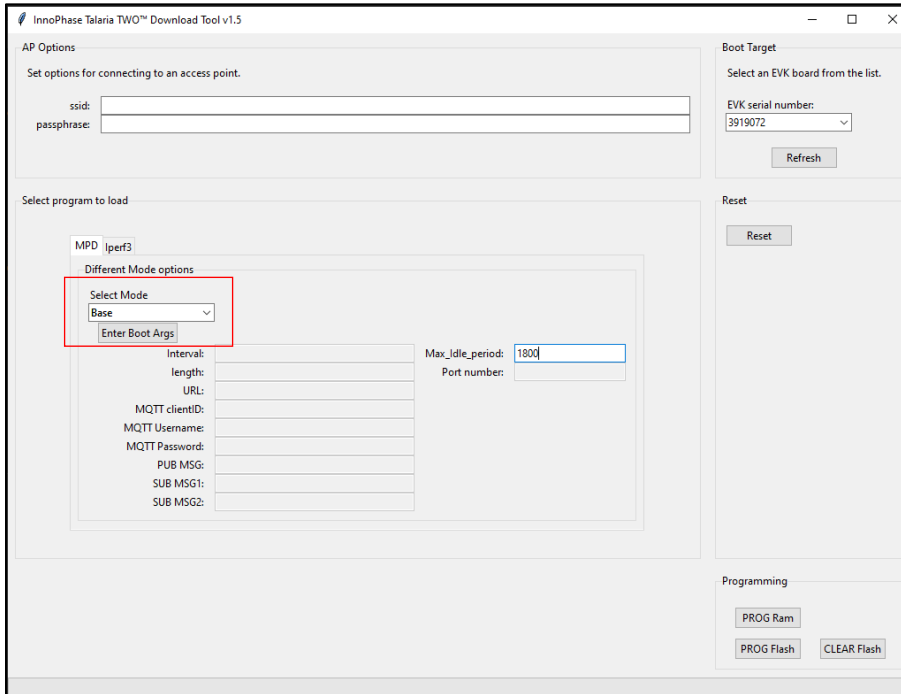 InnoPhase Talaria TWO™ Download Tool v1.5
AP Options
Set options for connecting to an access point.
ssid:
passphrase:
Boot Target
Select an EVK board from the list.
EVK serial number:
3919072
Refresh
Select program to load
MPD Iperf3
Different Mode options
Select Mode
Base
Enter Boot Args
Interval:
Max_Idle_period: 1800
length:
Port number:
URL:
MQTT clientID:
MQTT Username:
MQTT Password:
PUB MSG:
SUB MSG1:
SUB MSG2:
Reset
Reset
Programming
PROG Ram
PROG Flash CLEAR Flash